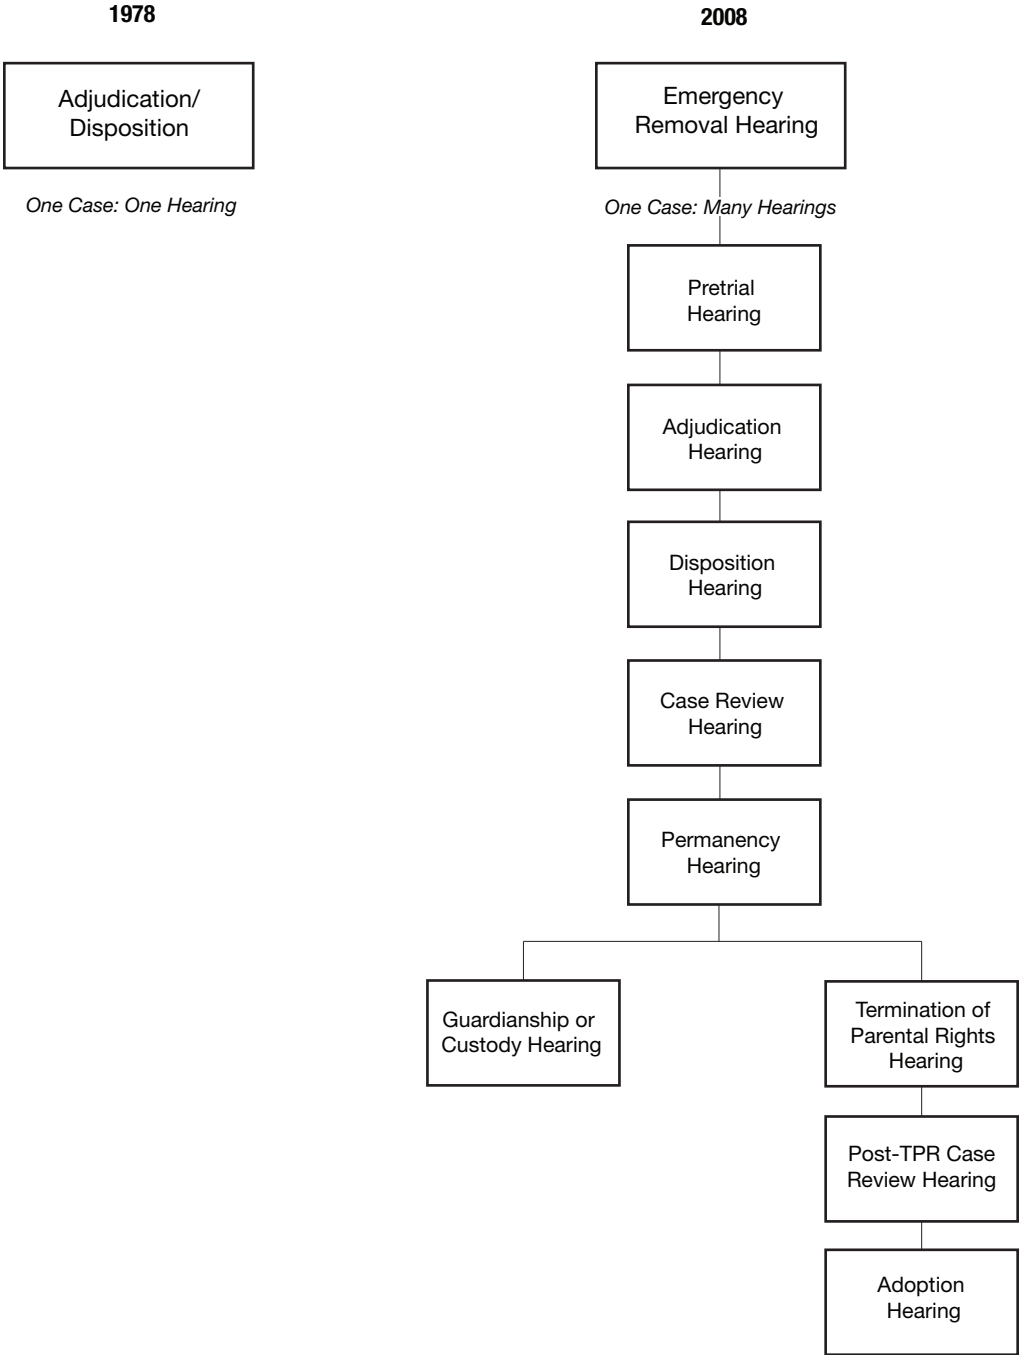 1978
Adjudication/
Disposition
One Case: One Hearing
2008
Emergency
Removal Hearing
One Case: Many Hearings
Pretrial
Hearing
Adjudication
Hearing
Disposition
Hearing
Case Review
Hearing
Permanency
Hearing
Guardianship or
Custody Hearing
Termination of
Parental Rights
Hearing
Post-TPR Case
Review Hearing
Adoption
Hearing